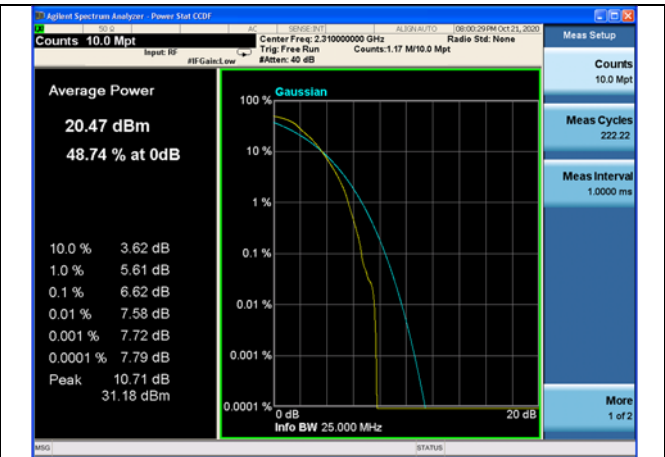 Agilent Spectrum Analyzer - Power Stat CCDF
50 Ω AC SENSE:INT ALIGN AUTO 08:00:29 PM Oct 21, 2020
Counts 10.0 Mpt
Center Freq: 2.310000000 GHz Radio Std: None
Input: RF Trig: Free Run Counts:1.17 M/10.0 Mpt
#IFGain:Low #Atten: 40 dB
Meas Setup
Counts
10.0 Mpt
Meas Cycles
222.22
Meas Interval
1.0000 ms
More
1 of 2
Average Power
20.47 dBm
48.74 % at 0dB
10.0 % 3.62 dB
1.0 % 5.61 dB
0.1 % 6.62 dB
0.01 % 7.58 dB
0.001 % 7.72 dB
0.0001 % 7.79 dB
Peak 10.71 dB
31.18 dBm
Gaussian
100 %
10 %
1 %
0.1 %
0.01 %
0.001 %
0.0001 %
0 dB 20 dB
Info BW 25.000 MHz
MSG STATUS